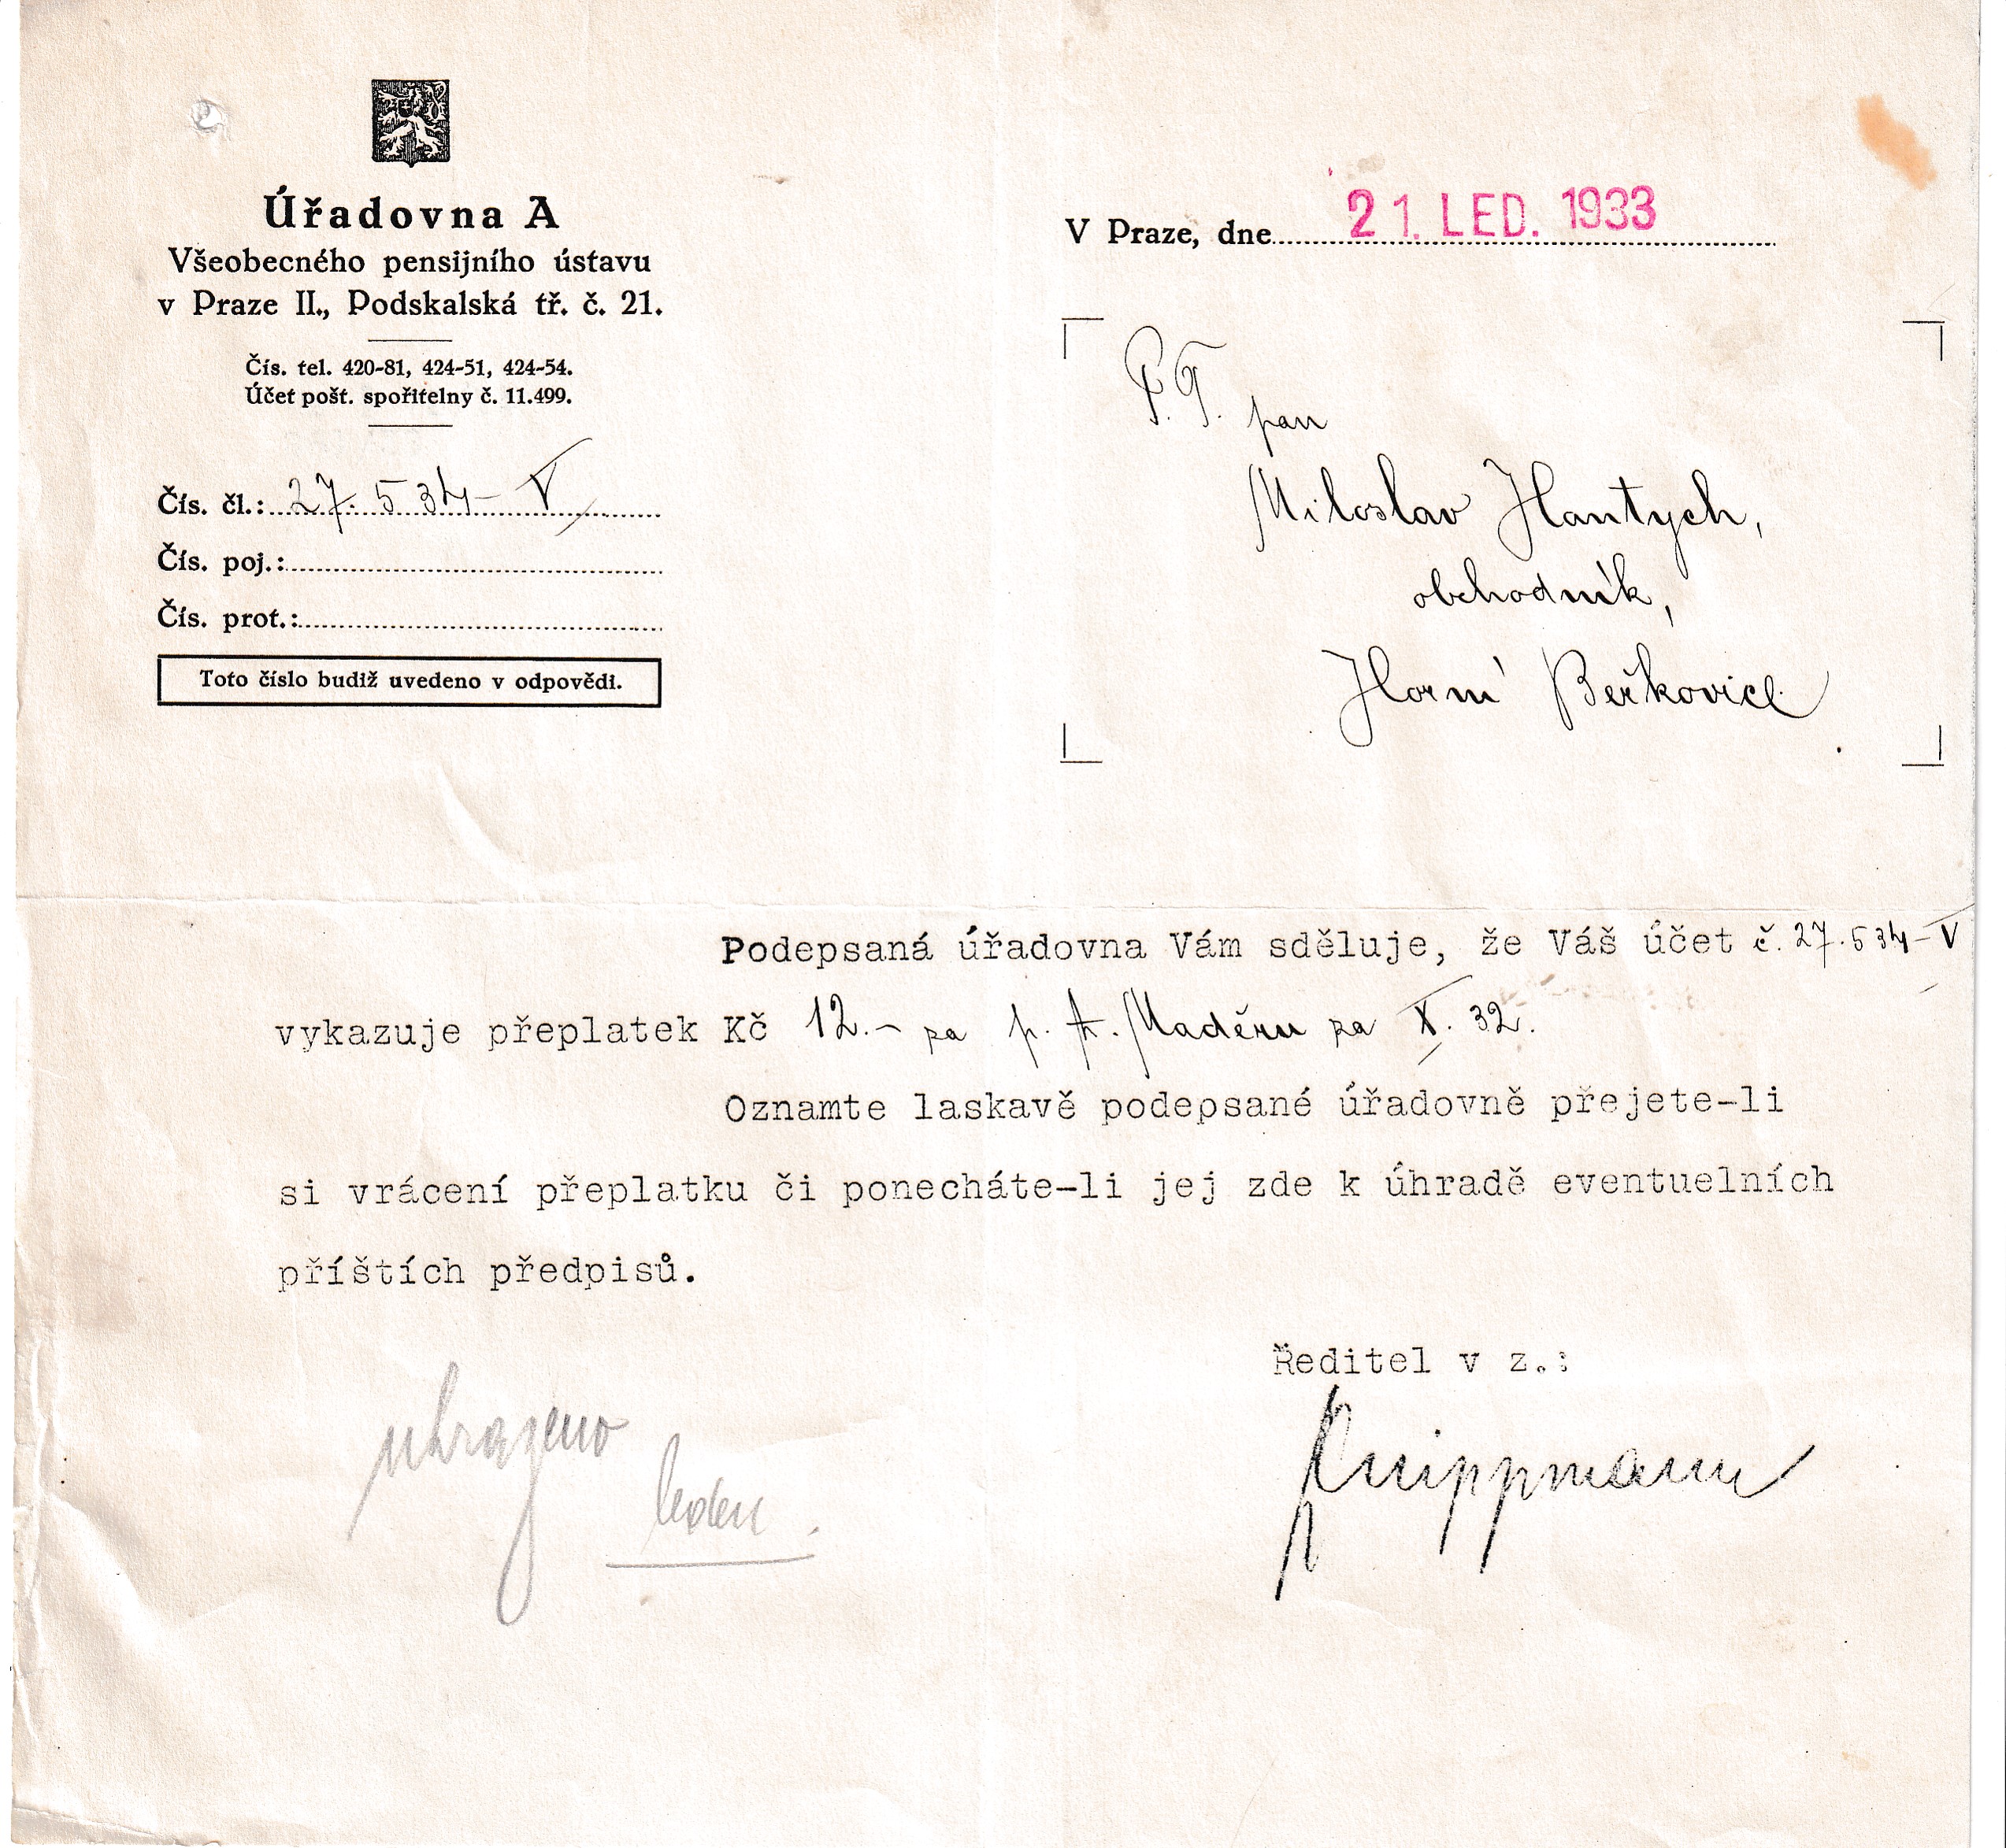 Úřadovna A
Všeobecného pensijního ústavu
v Praze II., Podskalská tř. č. 21.
Čís. tel. 420-81, 424-51, 424-54.
Účet pošt. spořitelny č. 11.499.
Čís. čl.: 27.534-V
Čís. poj.:
Čís. prot.:
Toto číslo budiž uvedeno v odpovědi.
V Praze, dne 21. LED. 1933
P.T. pan
Miloslav Hantych,
obchodník,
Horní Beřkovice
Podepsaná úřadovna Vám sděluje, že Váš účet č. 27.534-V
vykazuje přeplatek Kč 12.- za p. A. Maděru za X. 32.
Oznamte laskavě podepsané úřadovně přejete-li
si vrácení přeplatku či ponecháte-li jej zde k úhradě eventuelních
příštích předpisů.
Ředitel v z.:
uhrazeno
leden